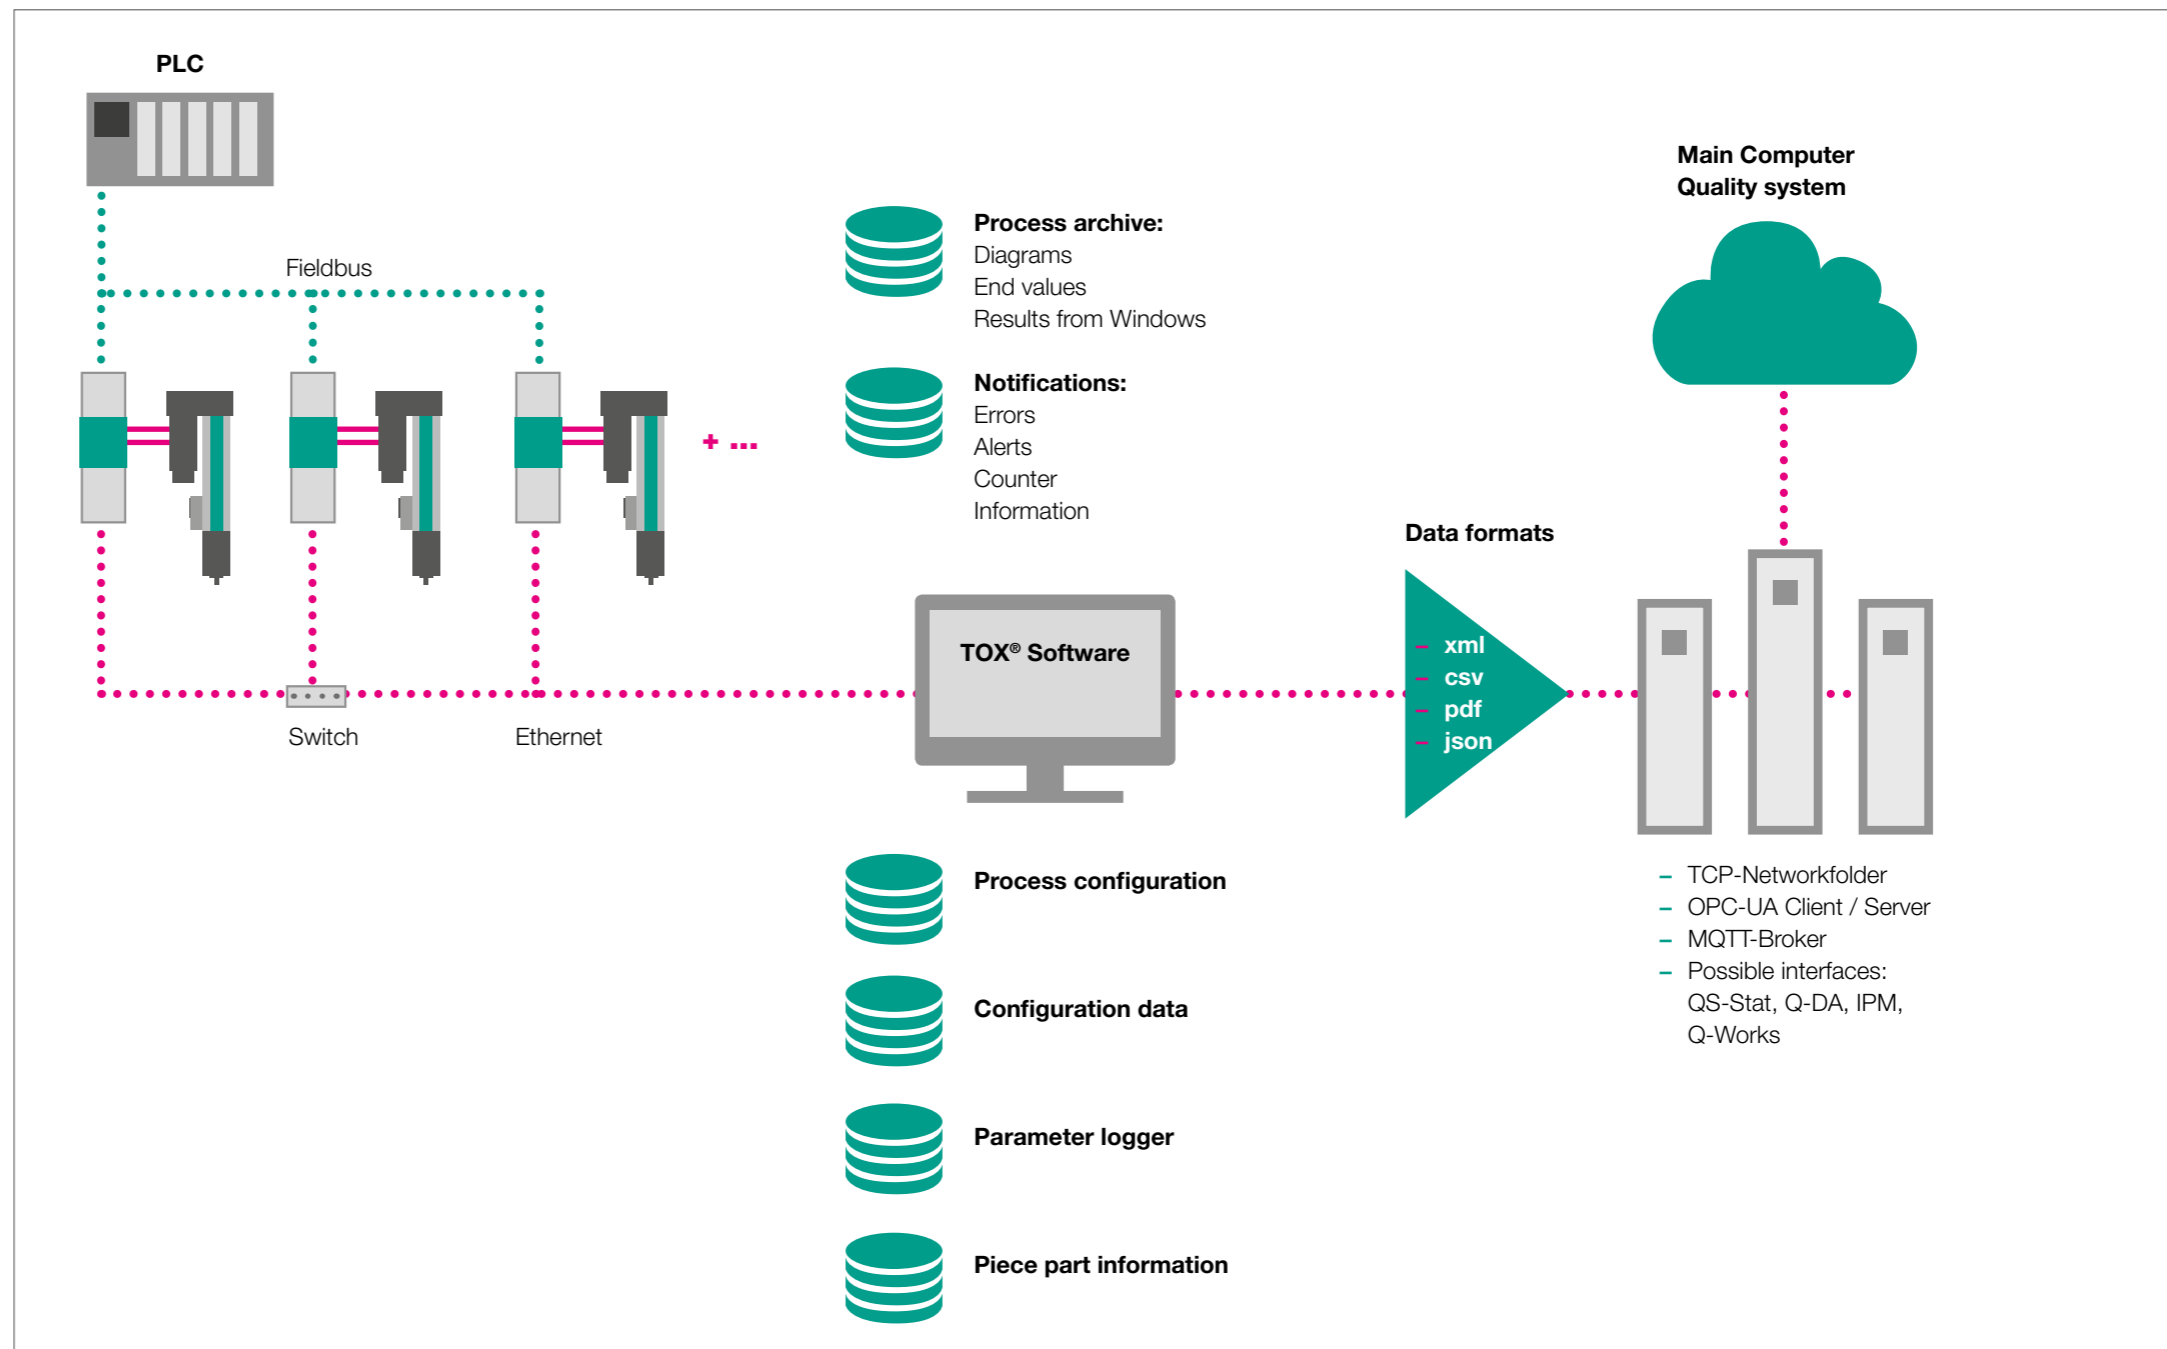 PLC
Fieldbus
+ ...
Switch
Ethernet
Process archive:
Diagrams
End values
Results from Windows
Notifications:
Errors
Alerts
Counter
Information
TOX® Software
Process configuration
Configuration data
Parameter logger
Piece part information
Data formats
– xml
– csv
– pdf
– json
Main Computer
Quality system
– TCP-Networkfolder
– OPC-UA Client / Server
– MQTT-Broker
– Possible interfaces:
QS-Stat, Q-DA, IPM,
Q-Works